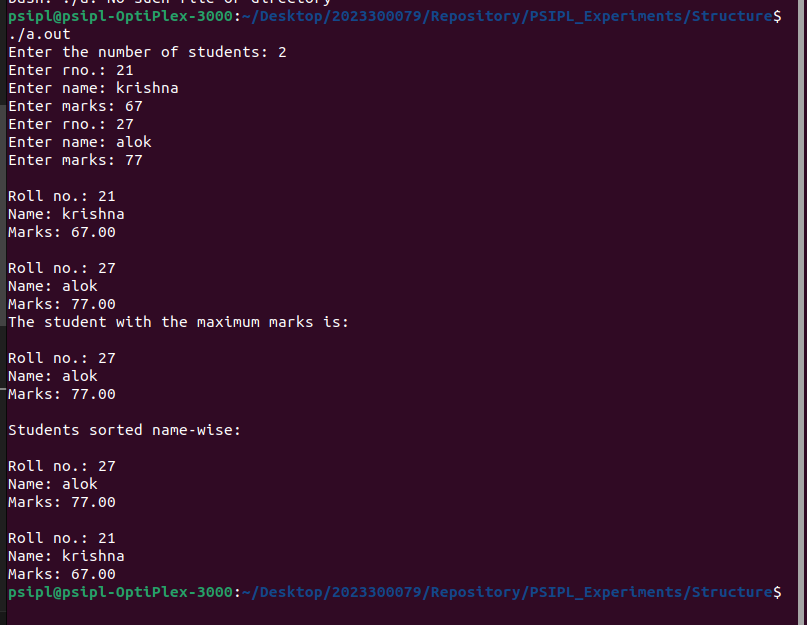 Bash: ./a: No such file or directory
psipl@psipl-OptiPlex-3000:~/Desktop/2023300079/Repository/PSIPL_Experiments/Structure$
./a.out
Enter the number of students: 2
Enter rno.: 21
Enter name: krishna
Enter marks: 67
Enter rno.: 27
Enter name: alok
Enter marks: 77
Roll no.: 21
Name: krishna
Marks: 67.00
Roll no.: 27
Name: alok
Marks: 77.00
The student with the maximum marks is:
Roll no.: 27
Name: alok
Marks: 77.00
Students sorted name-wise:
Roll no.: 27
Name: alok
Marks: 77.00
Roll no.: 21
Name: krishna
Marks: 67.00
psipl@psipl-OptiPlex-3000:~/Desktop/2023300079/Repository/PSIPL_Experiments/Structure$